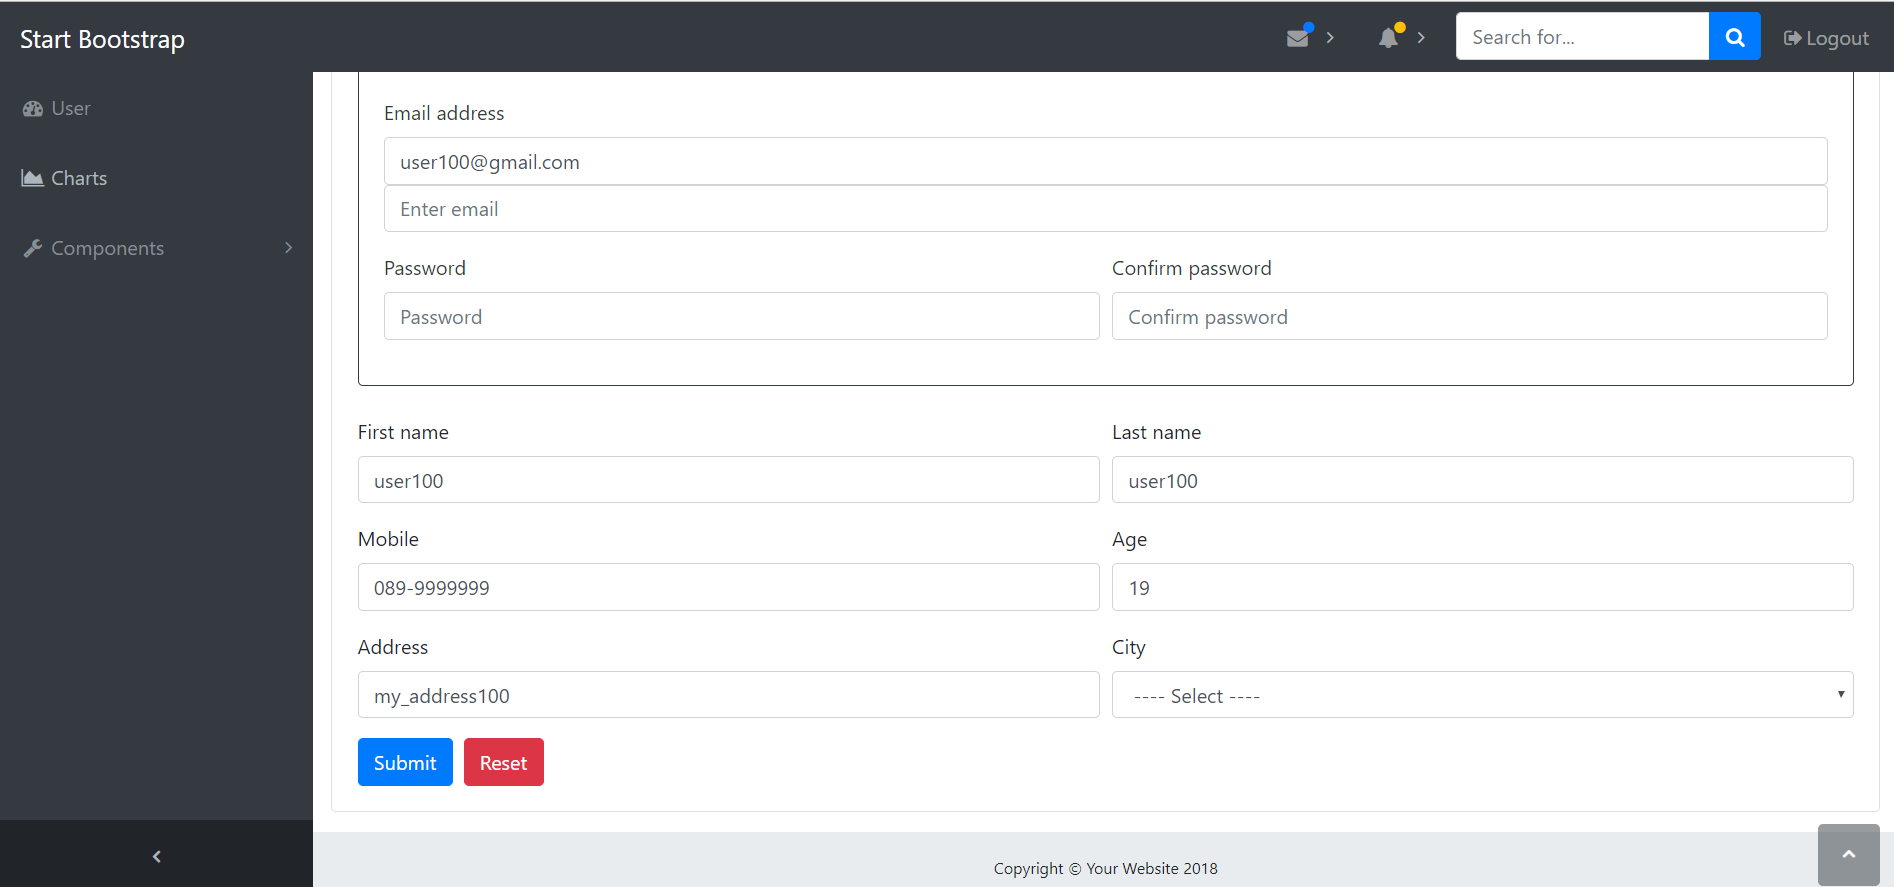 Start Bootstrap
Search for...
Logout
User
Charts
Components
Email address
user100@gmail.com
Enter email
Password
Confirm password
Password
Confirm password
First name
Last name
user100
user100
Mobile
Age
089-9999999
19
Address
City
my_address100
---- Select ----
Submit
Reset
Copyright © Your Website 2018